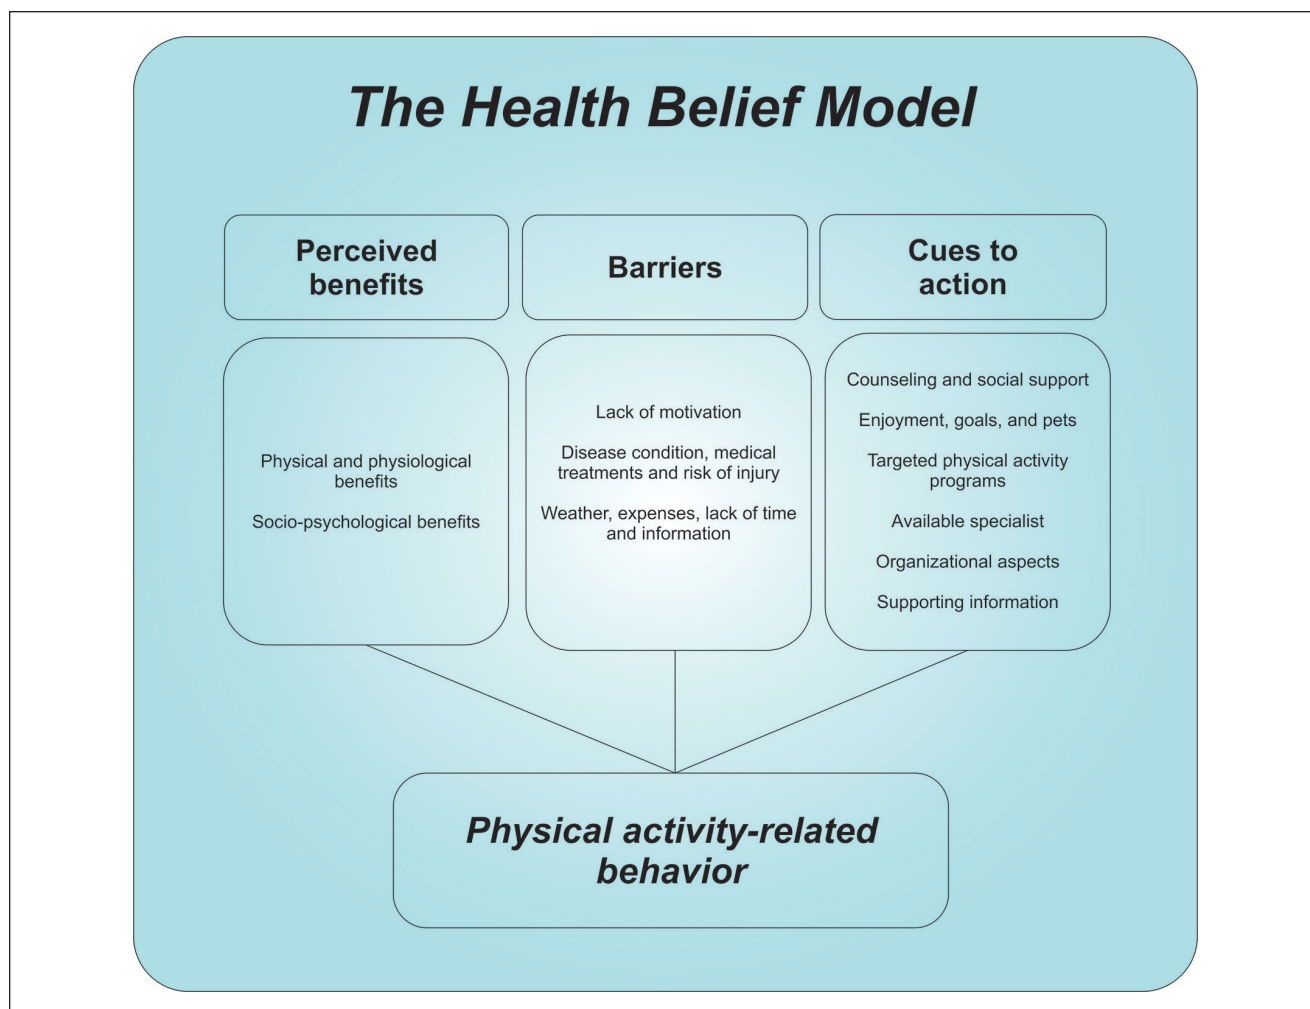 The Health Belief Model
Perceived
benefits
Barriers
Cues to
action
Physical and physiological
benefits
Socio-psychological benefits
Lack of motivation
Disease condition, medical
treatments and risk of injury
Weather, expenses, lack of time
and information
Counseling and social support
Enjoyment, goals, and pets
Targeted physical activity
programs
Available specialist
Organizational aspects
Supporting information
Physical activity-related
behavior